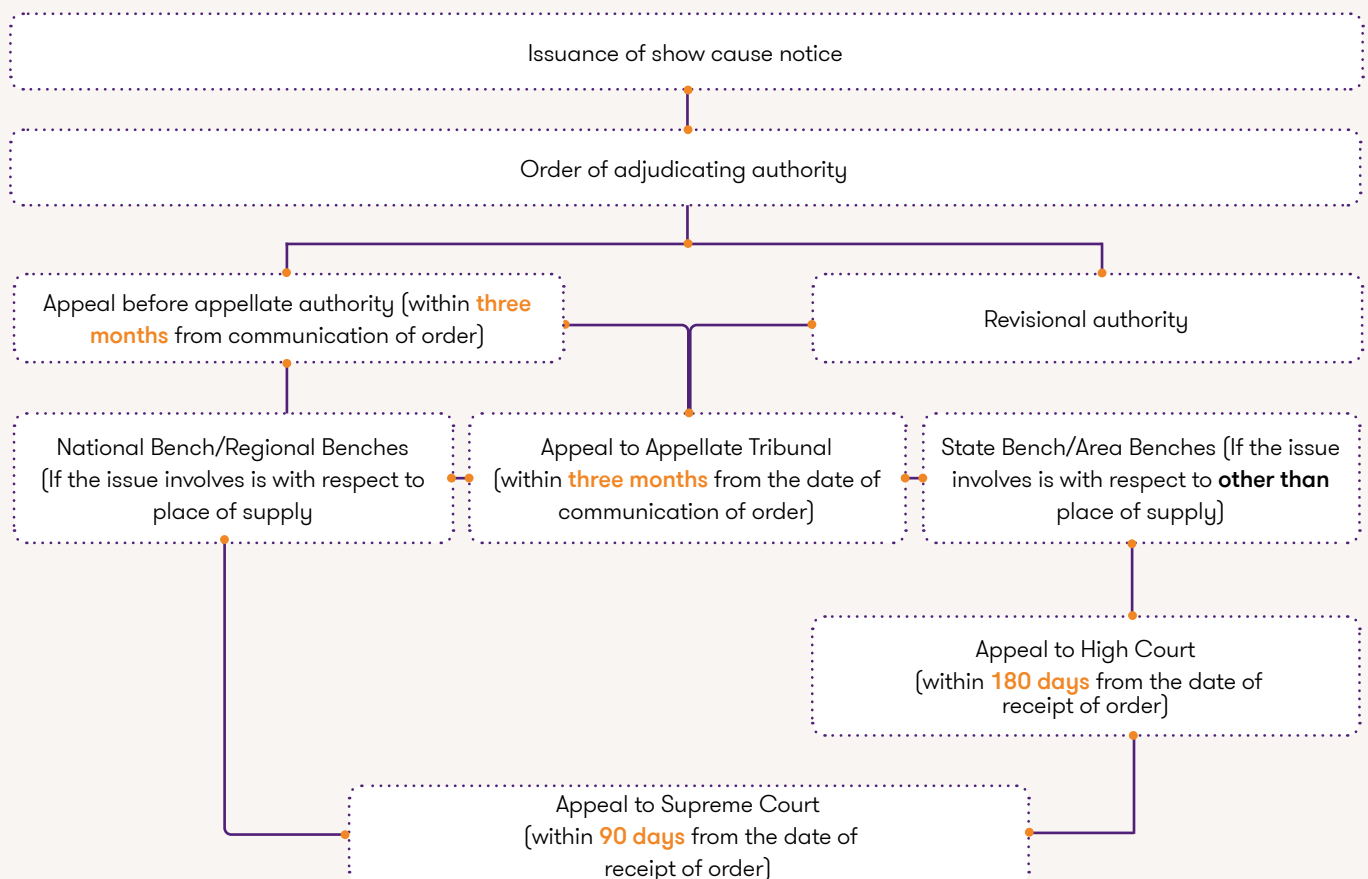 Issuance of show cause notice
Order of adjudicating authority
Appeal before appellate authority (within three
months from communication of order)
Revisional authority
National Bench/Regional Benches
(If the issue involves is with respect to
place of supply
Appeal to Appellate Tribunal
(within three months from the date of
communication of order)
State Bench/Area Benches (If the issue
involves is with respect to other than
place of supply)
Appeal to High Court
(within 180 days from the date of
receipt of order)
Appeal to Supreme Court
(within 90 days from the date of
receipt of order)